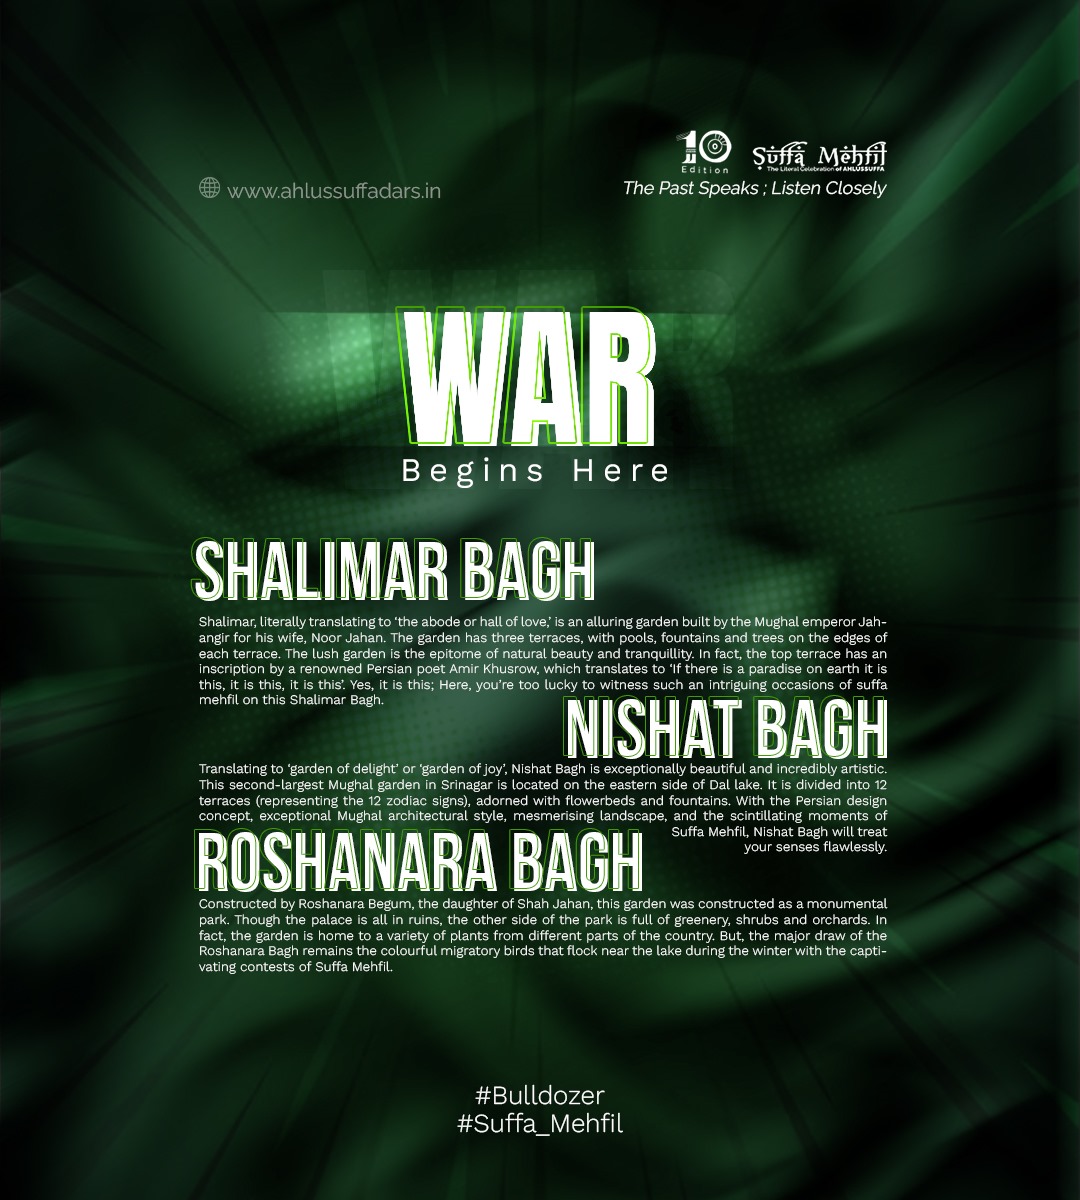 www.ahlussuffadars.in
10
Edition
Suffa Mehfil
The Literal Celebration of AHLUSSUFFA
The Past Speaks ; Listen Closely
WAR
Begins Here
SHALIMAR BAGH
Shalimar, literally translating to ‘the abode or hall of love,’ is an alluring garden built by the Mughal emperor Jah-
angir for his wife, Noor Jahan. The garden has three terraces, with pools, fountains and trees on the edges of
each terrace. The lush garden is the epitome of natural beauty and tranquillity. In fact, the top terrace has an
inscription by a renowned Persian poet Amir Khusrow, which translates to ‘If there is a paradise on earth it is
this, it is this, it is this’. Yes, it is this; Here, you’re too lucky to witness such an intriguing occasions of suffa
mehfil on this Shalimar Bagh.
NISHAT BAGH
Translating to ‘garden of delight’ or ‘garden of joy’, Nishat Bagh is exceptionally beautiful and incredibly artistic.
This second-largest Mughal garden in Srinagar is located on the eastern side of Dal lake. It is divided into 12
terraces (representing the 12 zodiac signs), adorned with flowerbeds and fountains. With the Persian design
concept, exceptional Mughal architectural style, mesmerising landscape, and the scintillating moments of
Suffa Mehfil, Nishat Bagh will treat
your senses flawlessly.
ROSHANARA BAGH
Constructed by Roshanara Begum, the daughter of Shah Jahan, this garden was constructed as a monumental
park. Though the palace is all in ruins, the other side of the park is full of greenery, shrubs and orchards. In
fact, the garden is home to a variety of plants from different parts of the country. But, the major draw of the
Roshanara Bagh remains the colourful migratory birds that flock near the lake during the winter with the capti-
vating contests of Suffa Mehfil.
#Bulldozer
#Suffa_Mehfil